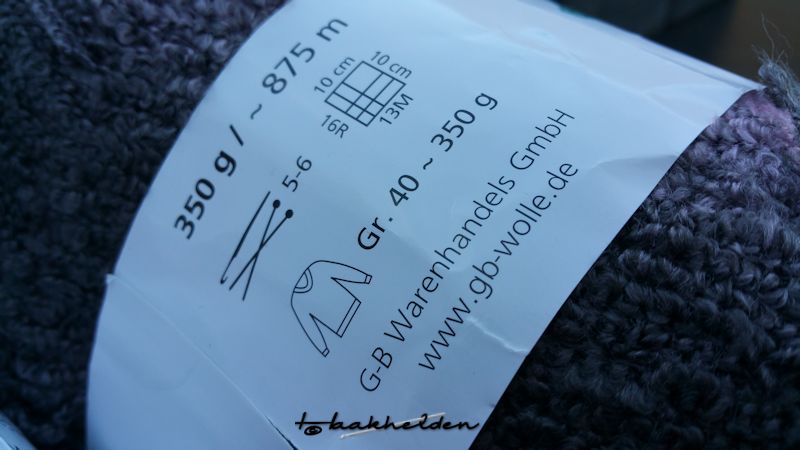 350 g / ~ 875 m
10 cm
10 cm
16R
13M
5-6
Gr. 40 ~ 350 g
G-B Warenhandels GmbH
www.gb-wolle.de
bakhelden